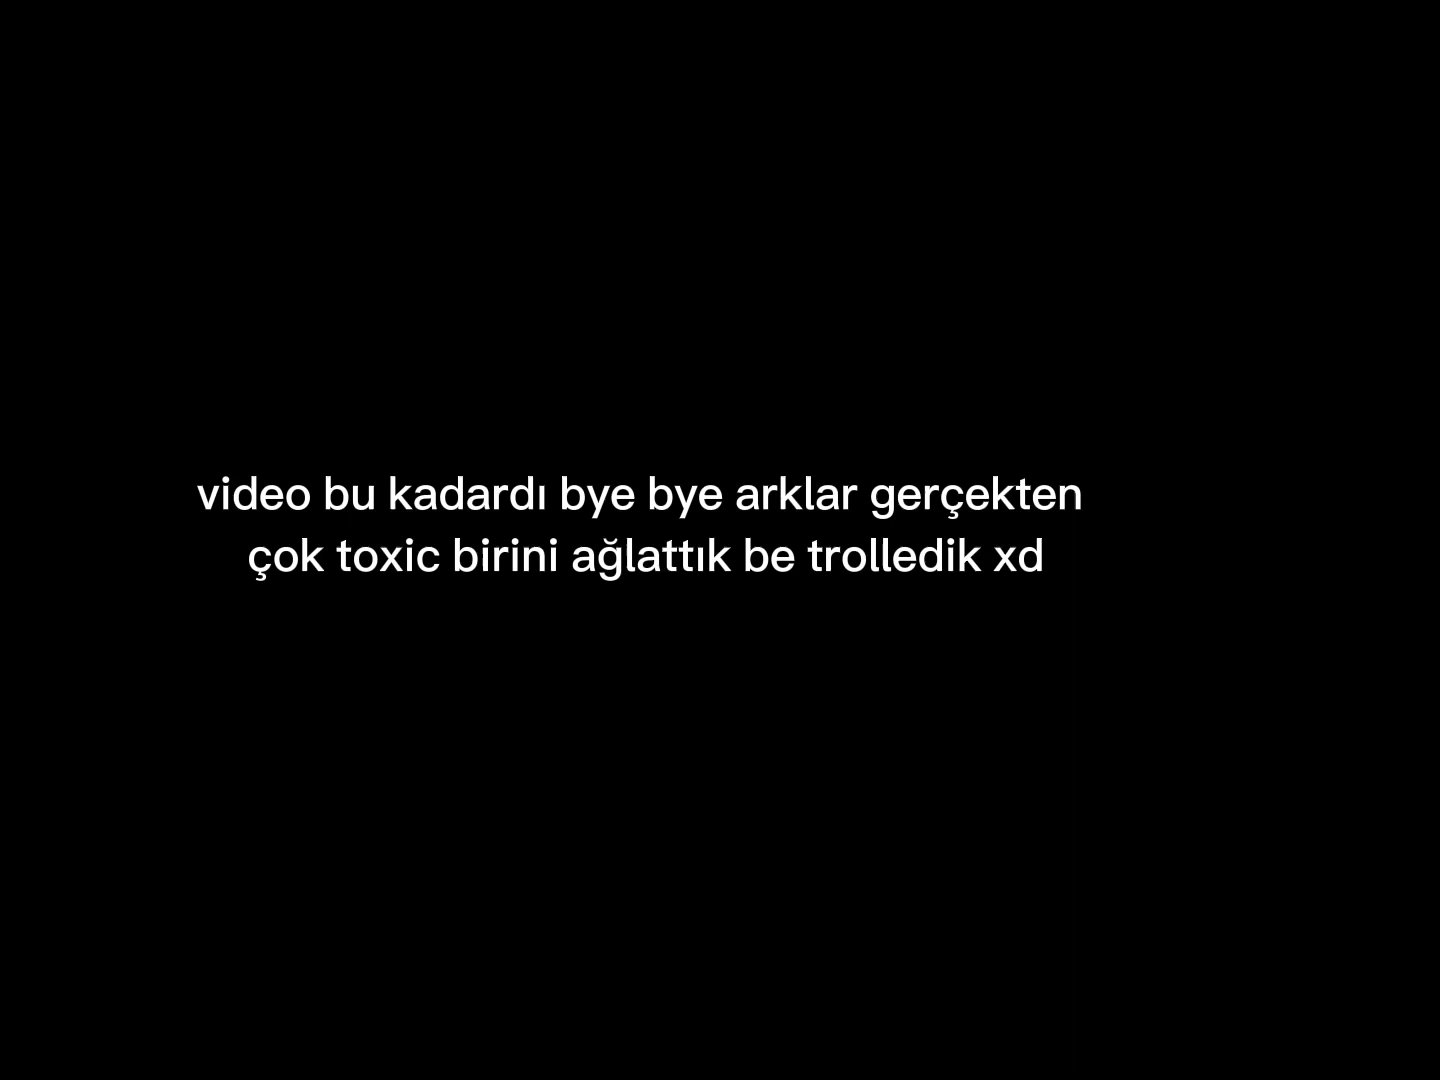 video bu kadardı bye bye arklar gerçekten
çok toxic birini ağlattık be trolledik xd